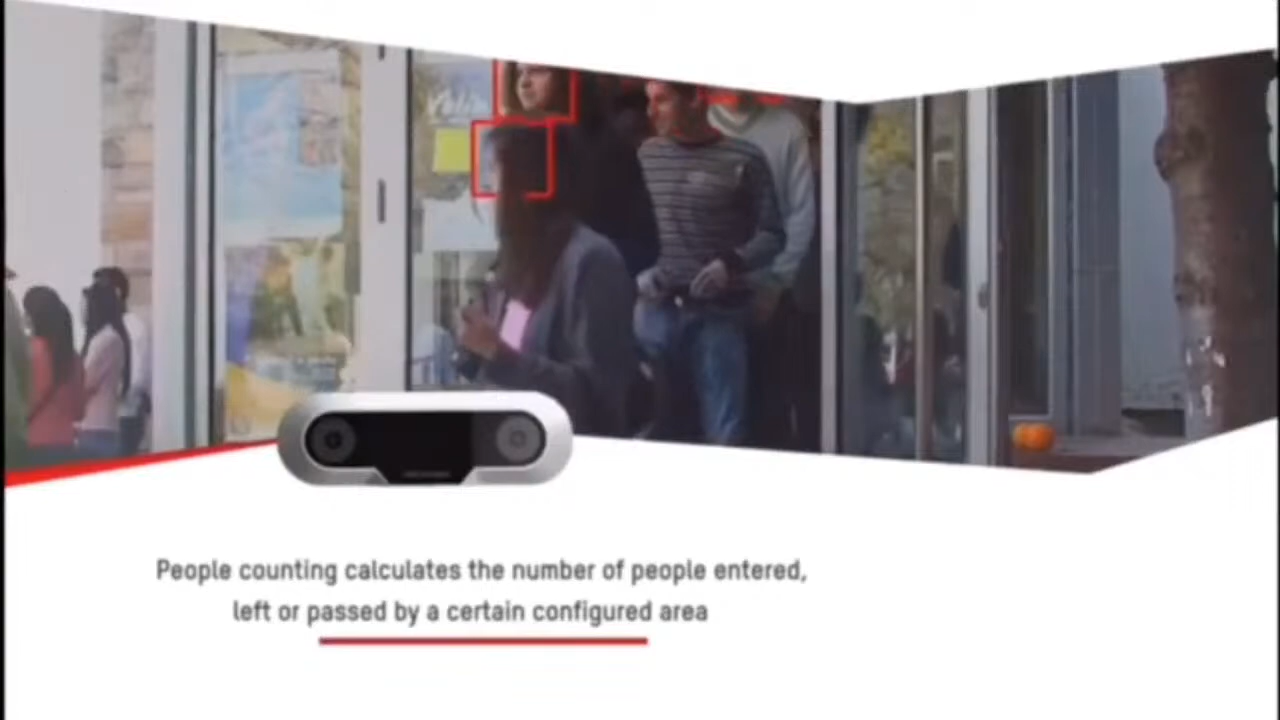 People counting calculates the number of people entered,
left or passed by a certain configured area